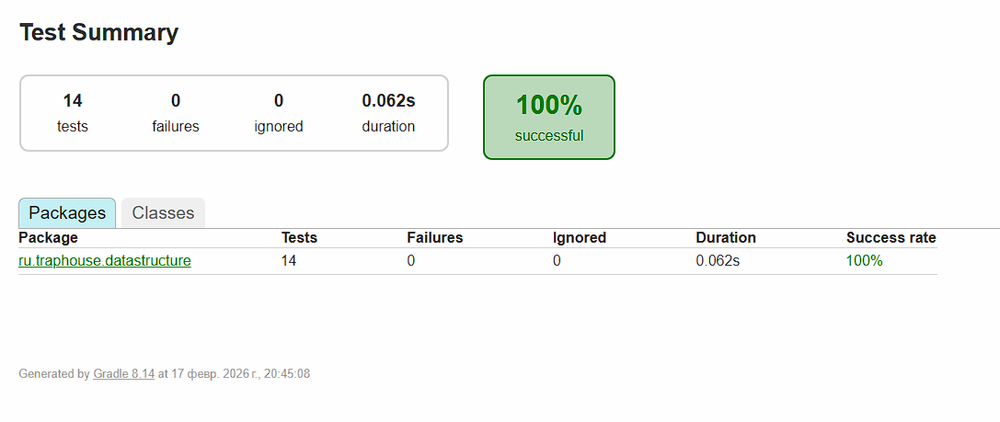 Test Summary
14 0 0 0.062s
tests failures ignored duration
100%
successful
Packages Classes
Package Tests Failures Ignored Duration Success rate
ru.traphouse.datastructure 14 0 0 0.062s 100%
Generated by Gradle 8.14 at 17 февр. 2026 г., 20:45:08